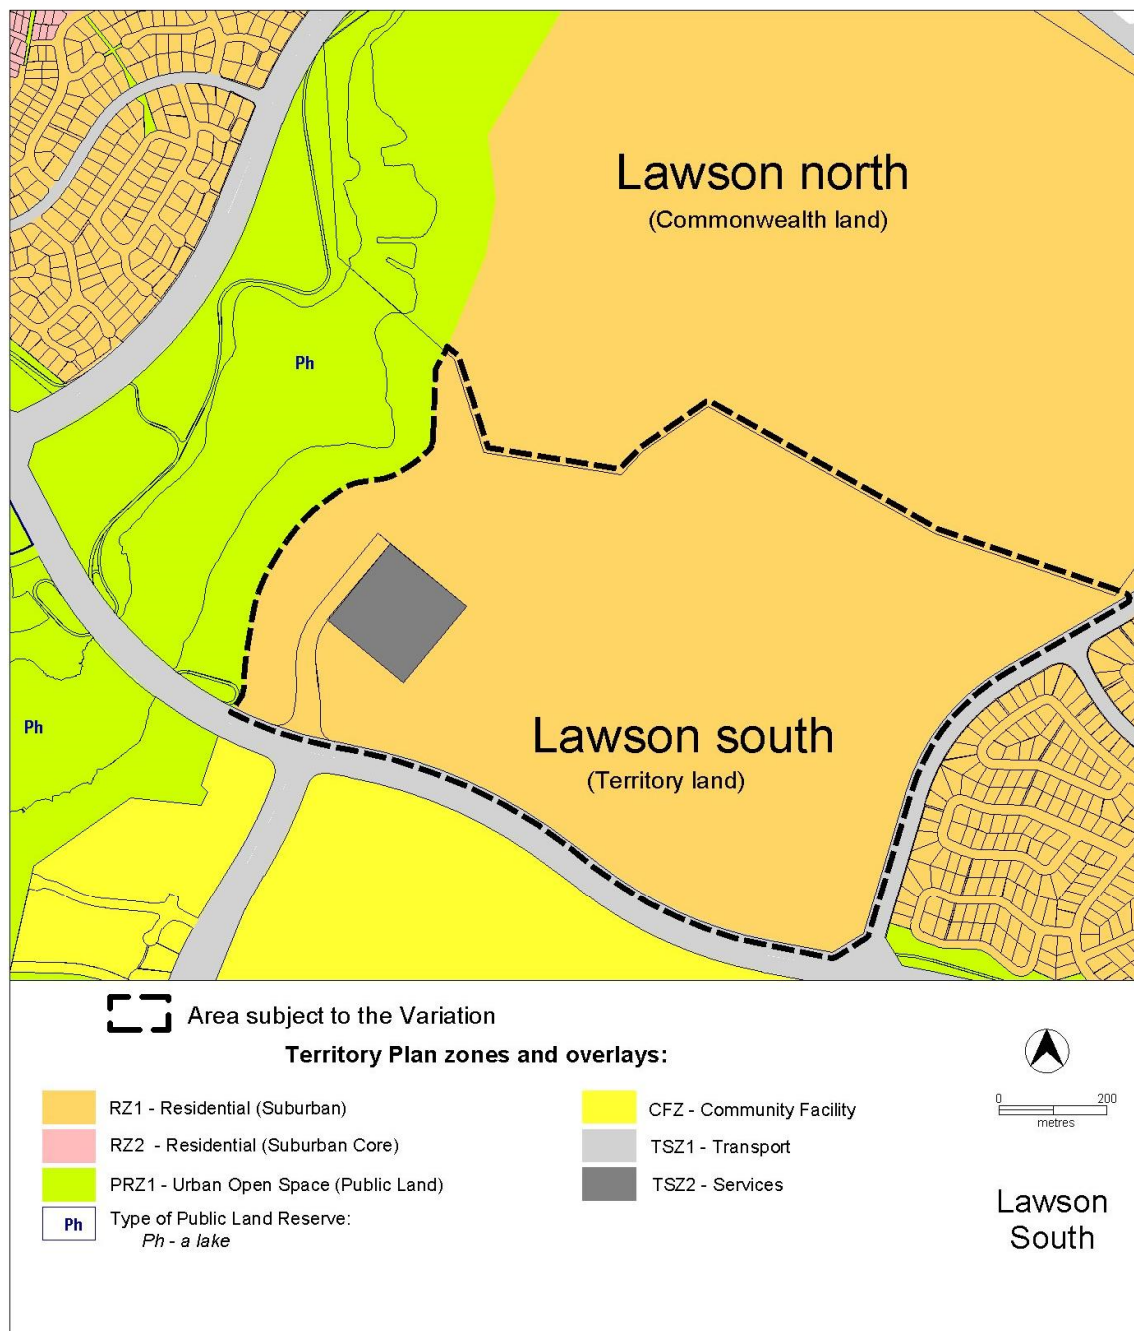 Lawson north
(Commonwealth land)
Ph
Ph
Lawson south
(Territory land)
Area subject to the Variation
Territory Plan zones and overlays:
RZ1 - Residential (Suburban)
RZ2 - Residential (Suburban Core)
PRZ1 - Urban Open Space (Public Land)
Ph Type of Public Land Reserve:
Ph - a lake
CFZ - Community Facility
TSZ1 - Transport
TSZ2 - Services
0 200
metres
Lawson
South